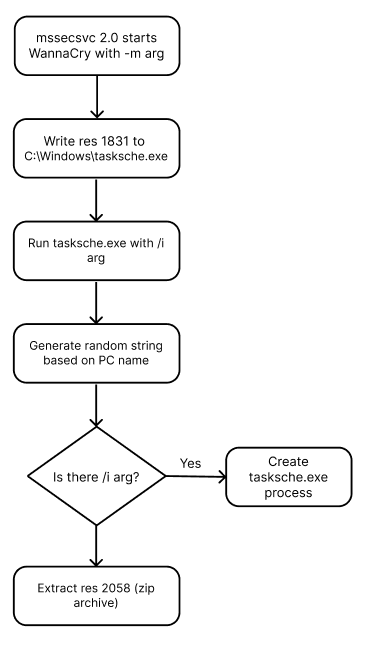 mssecsvc 2.0 starts
WannaCry with -m arg
Write res 1831 to
C:\Windows\tasksche.exe
Run tasksche.exe with /i
arg
Generate random string
based on PC name
Is there /i arg?
Yes
Create
tasksche.exe
process
Extract res 2058 (zip
archive)